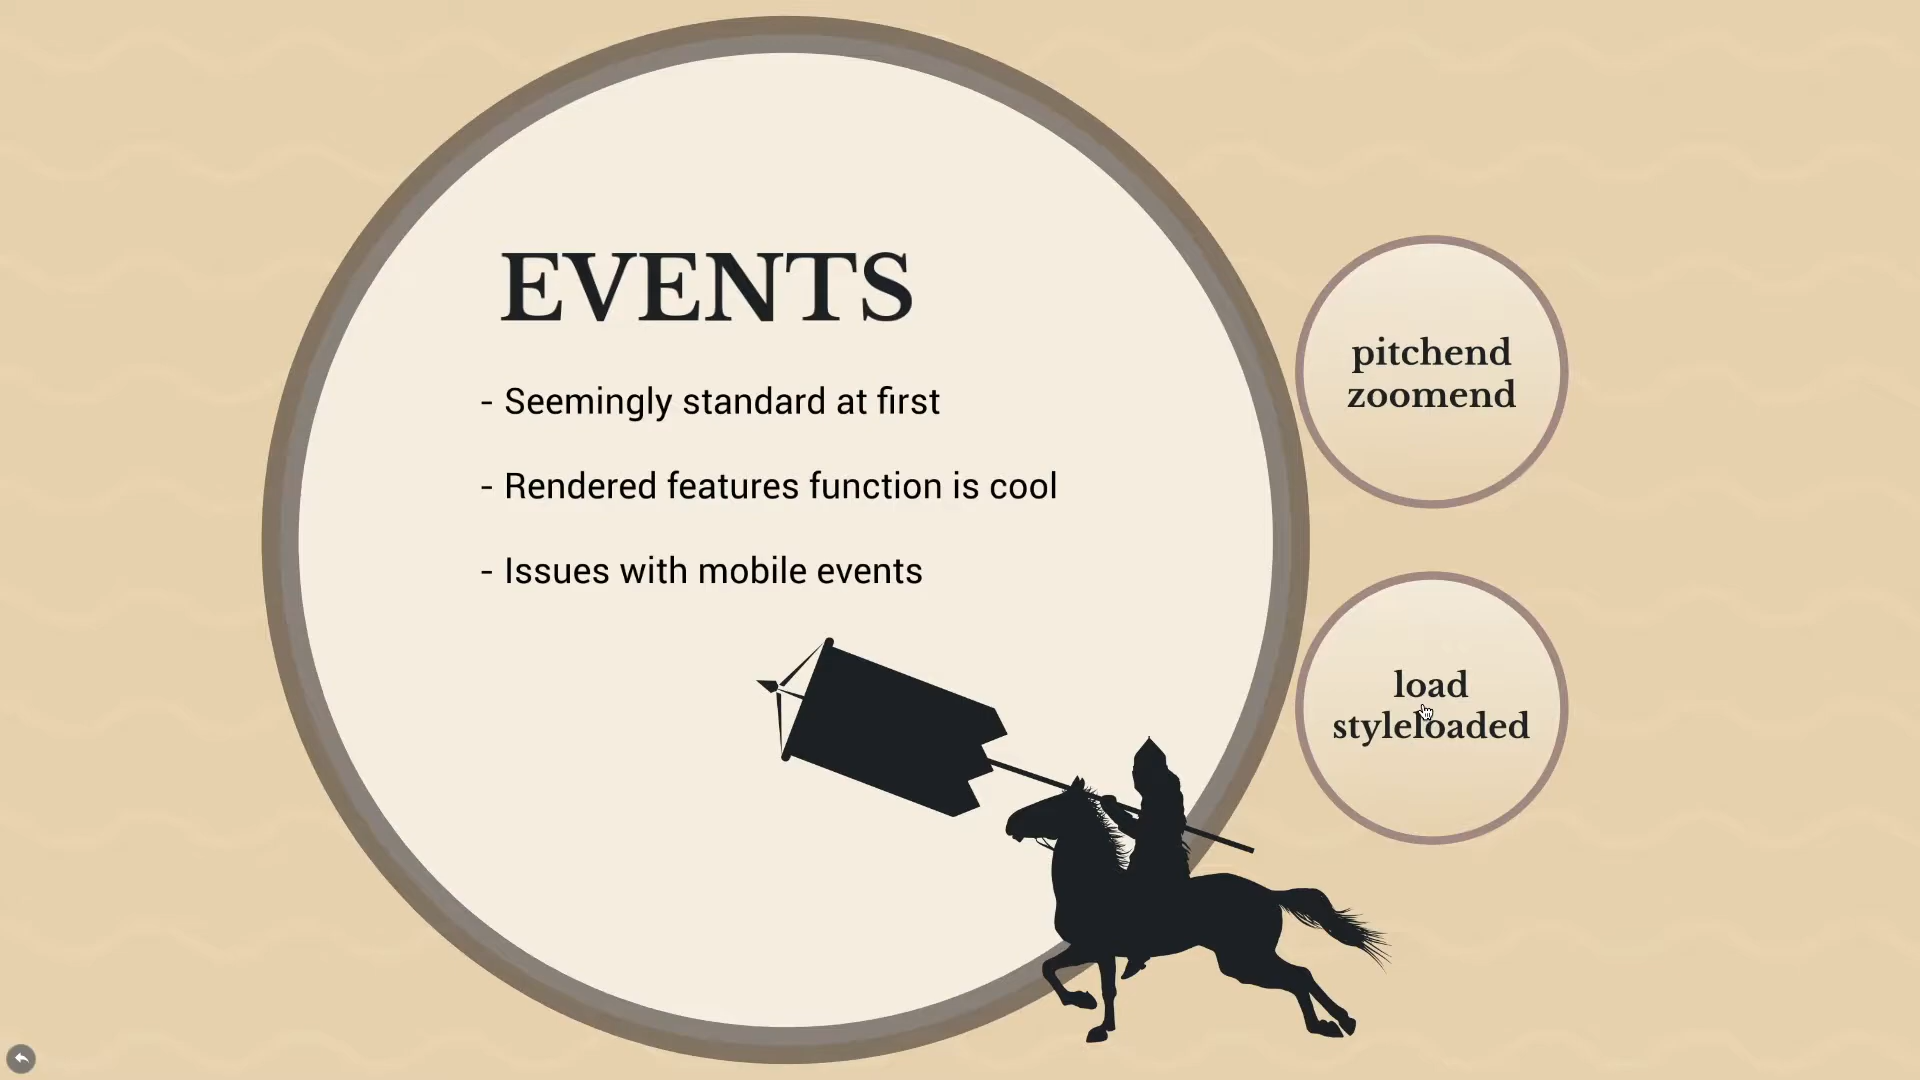 EVENTS
- Seemingly standard at first
- Rendered features function is cool
- Issues with mobile events
pitchend
zoomend
load
styleloaded